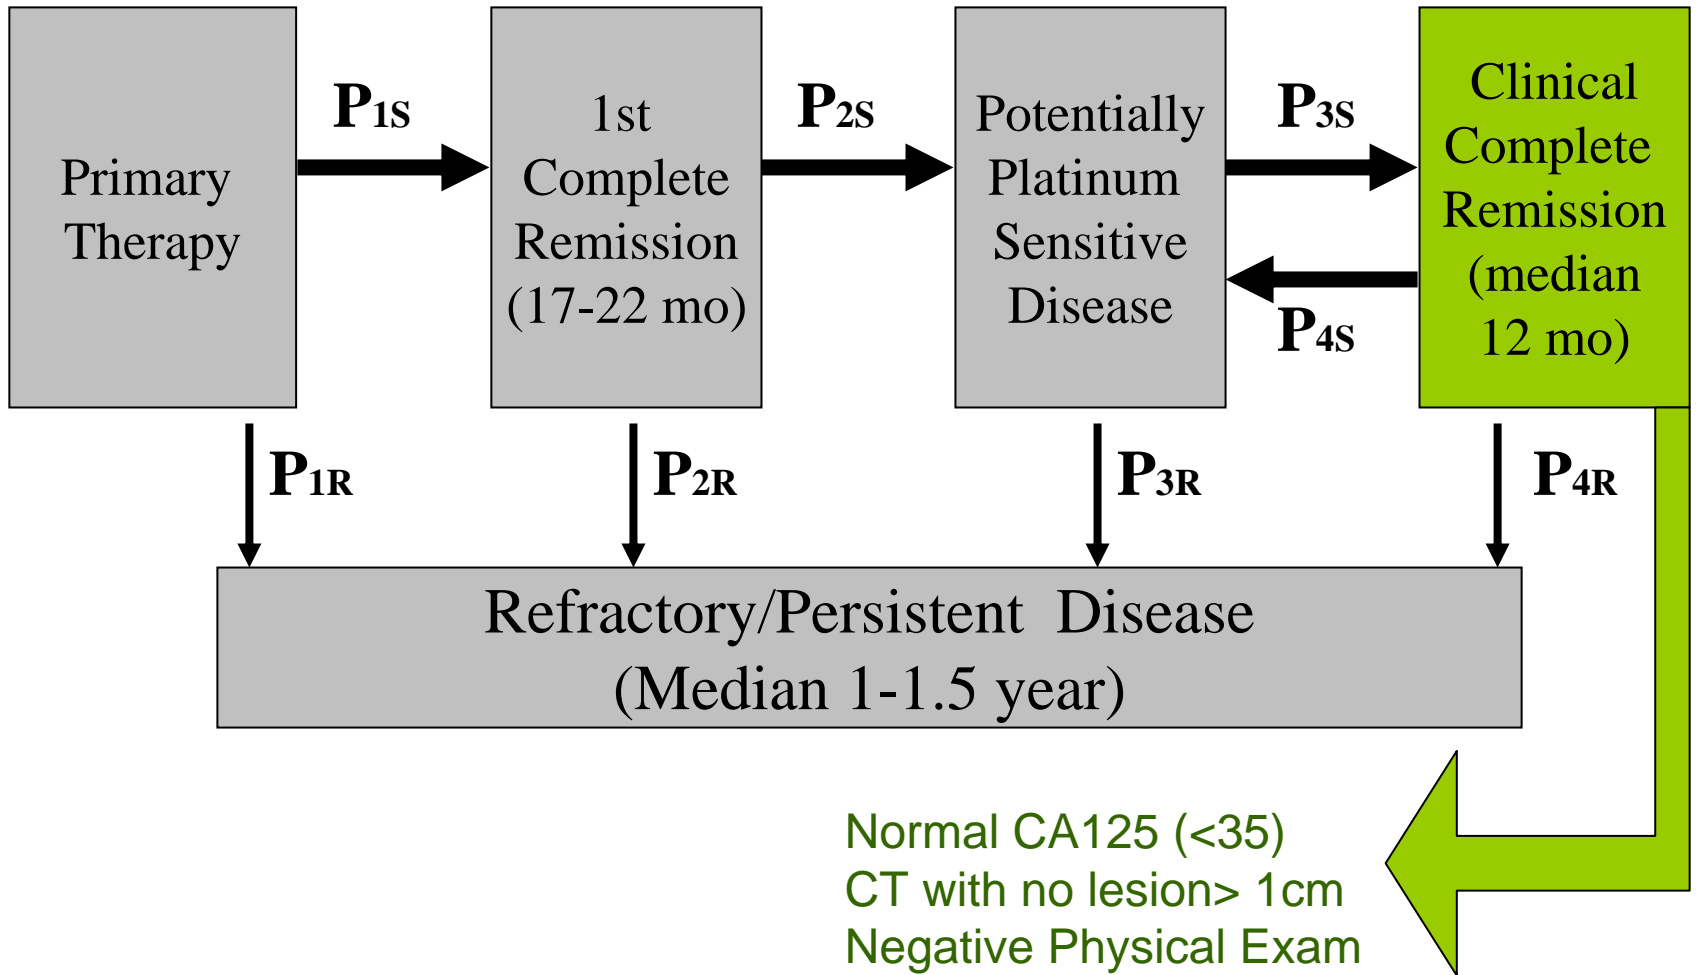 Primary
Therapy
P1S
1st
Complete
Remission
(17-22 mo)
P2S
Potentially
Platinum
Sensitive
Disease
P3S
P4S
Clinical
Complete
Remission
(median
12 mo)
P1R
P2R
P3R
P4R
Refractory/Persistent Disease
(Median 1-1.5 year)
Normal CA125 (<35)
CT with no lesion> 1cm
Negative Physical Exam